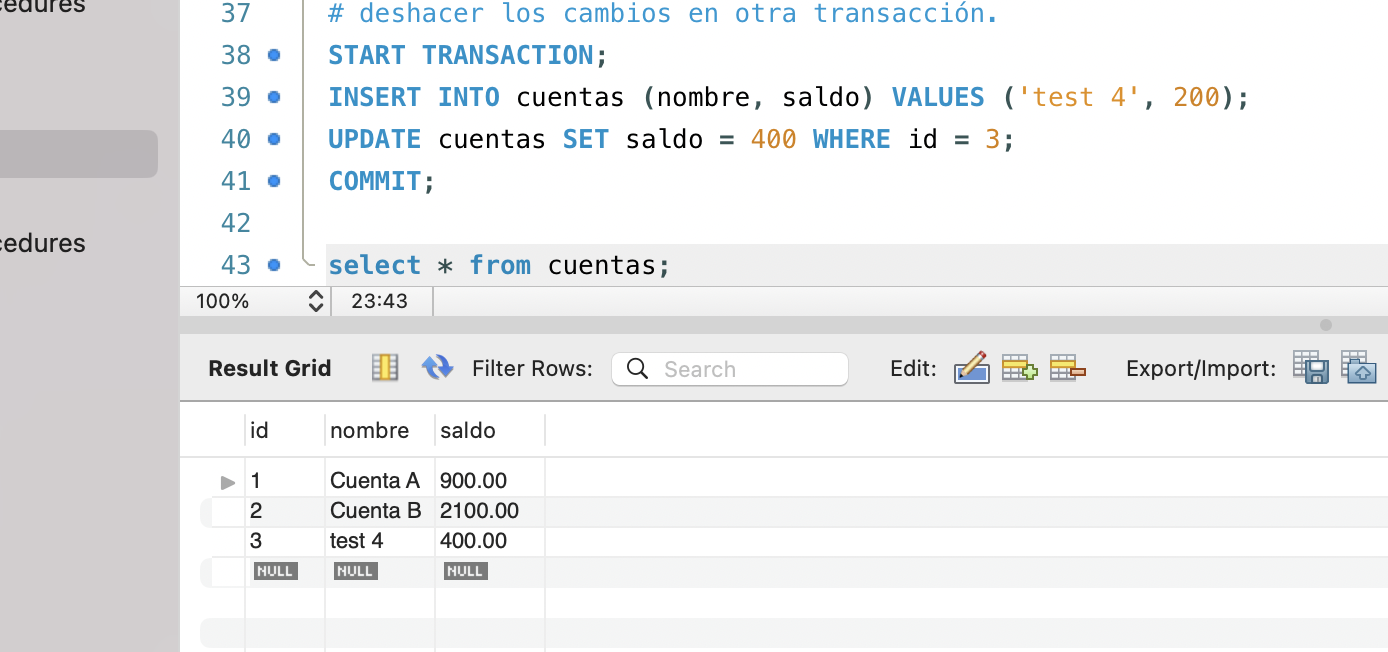 cedures
37 # deshacer los cambios en otra transacción.
38 START TRANSACTION;
39 INSERT INTO cuentas (nombre, saldo) VALUES ('test 4', 200);
40 UPDATE cuentas SET saldo = 400 WHERE id = 3;
41 COMMIT;
42
cedures
43 select * from cuentas;
100% 23:43
Result Grid Filter Rows: Search Edit: Export/Import:
id nombre saldo
1 Cuenta A 900.00
2 Cuenta B 2100.00
3 test 4 400.00
NULL NULL NULL